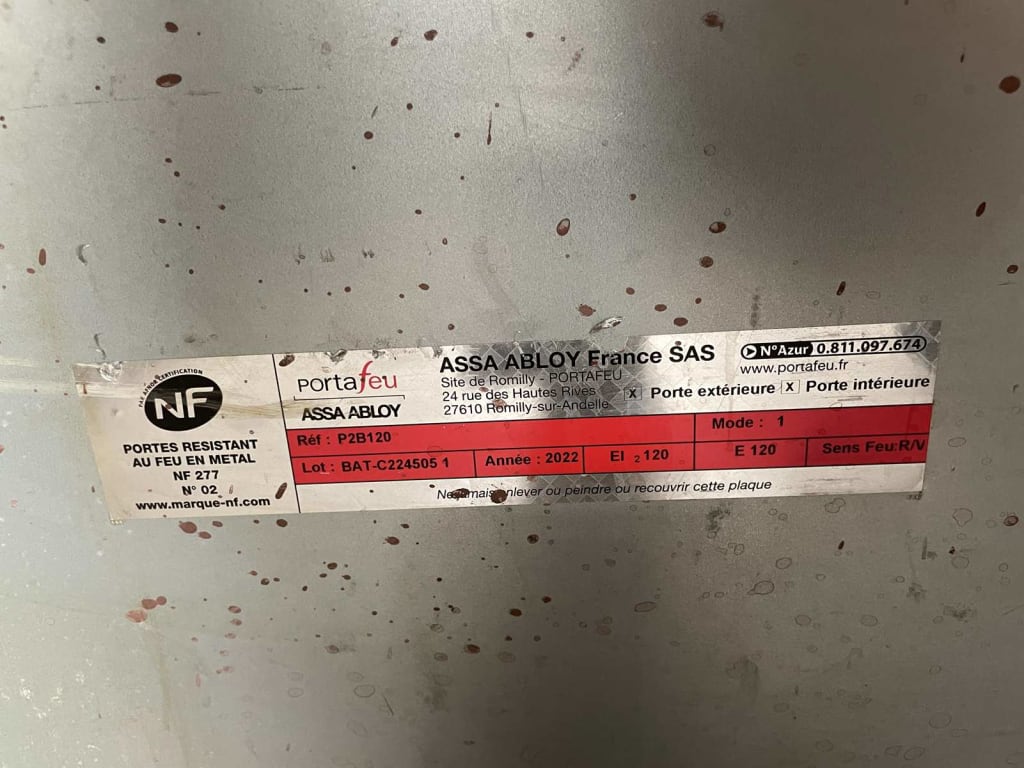 PAR AFNOR CERTIFICATION
NF
PORTES RESISTANT
AU FEU EN METAL
NF 277
N° 02
www.marque-nf.com
portafeu
ASSA ABLOY
ASSA ABLOY France SAS
Site de Romilly - PORTAFEU
24 rue des Hautes Rives
27610 Romilly-sur-Andelle
N°Azur 0.811.097.674
www.portafeu.fr
x Porte extérieure x Porte intérieure
Réf : P2B120
Mode : 1
Lot : BAT-C224505 1
Année : 2022
EI 2 120
E 120
Sens Feu:R/V
Ne jamais enlever ou peindre ou recouvrir cette plaque